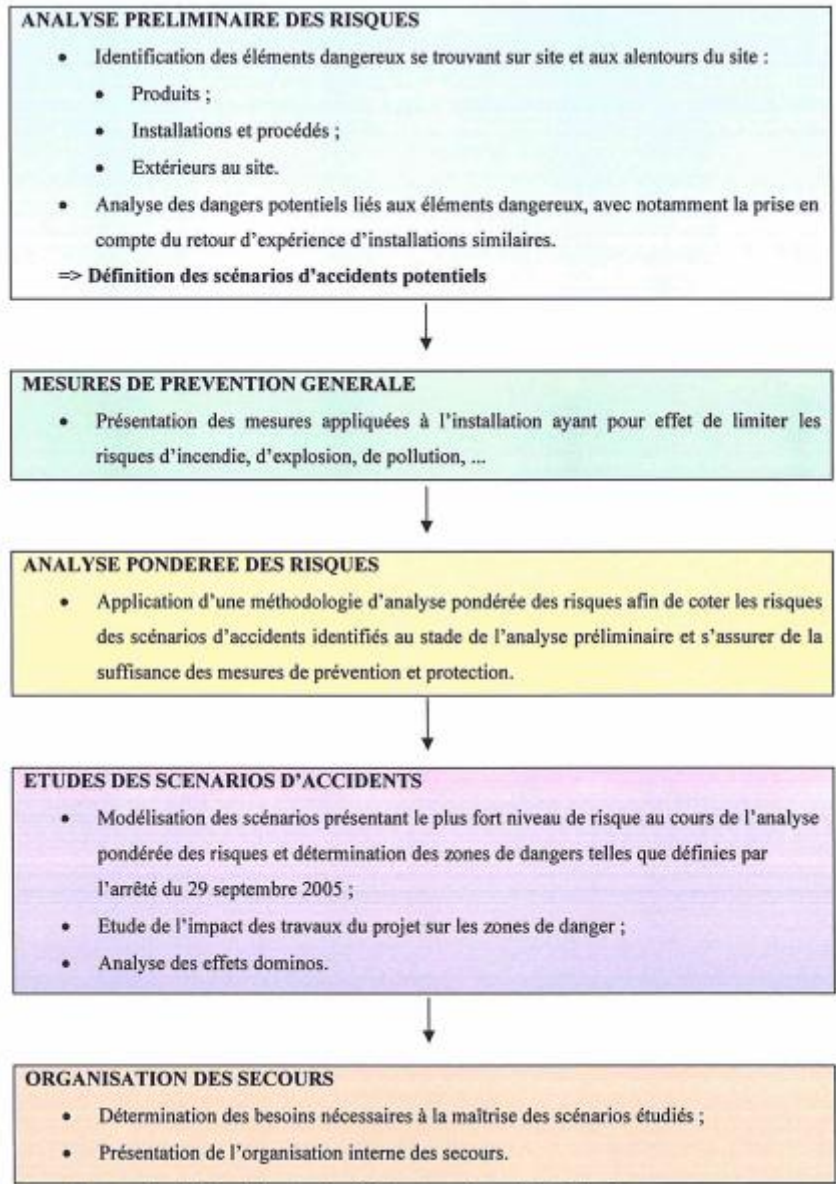 ANALYSE PRELIMINAIRE DES RISQUES
• Identification des éléments dangereux se trouvant sur site et aux alentours du site :
• Produits ;
• Installations et procédés ;
• Extérieurs au site.
• Analyse des dangers potentiels liés aux éléments dangereux, avec notamment la prise en
compte du retour d'expérience d'installations similaires.
=> Définition des scénarios d'accidents potentiels
MESURES DE PREVENTION GENERALE
• Présentation des mesures appliquées à l'installation ayant pour effet de limiter les
risques d'incendie, d'explosion, de pollution, ...
ANALYSE PONDEREE DES RISQUES
• Application d'une méthodologie d'analyse pondérée des risques afin de coter les risques
des scénarios d'accidents identifiés au stade de l'analyse préliminaire et s'assurer de la
suffisance des mesures de prévention et protection.
ETUDES DES SCENARIOS D'ACCIDENTS
• Modélisation des scénarios présentant le plus fort niveau de risque au cours de l'analyse
pondérée des risques et détermination des zones de dangers telles que définies par
l'arrêté du 29 septembre 2005 ;
• Etude de l'impact des travaux du projet sur les zones de danger ;
• Analyse des effets dominos.
ORGANISATION DES SECOURS
• Détermination des besoins nécessaires à la maîtrise des scénarios étudiés ;
• Présentation de l'organisation interne des secours.